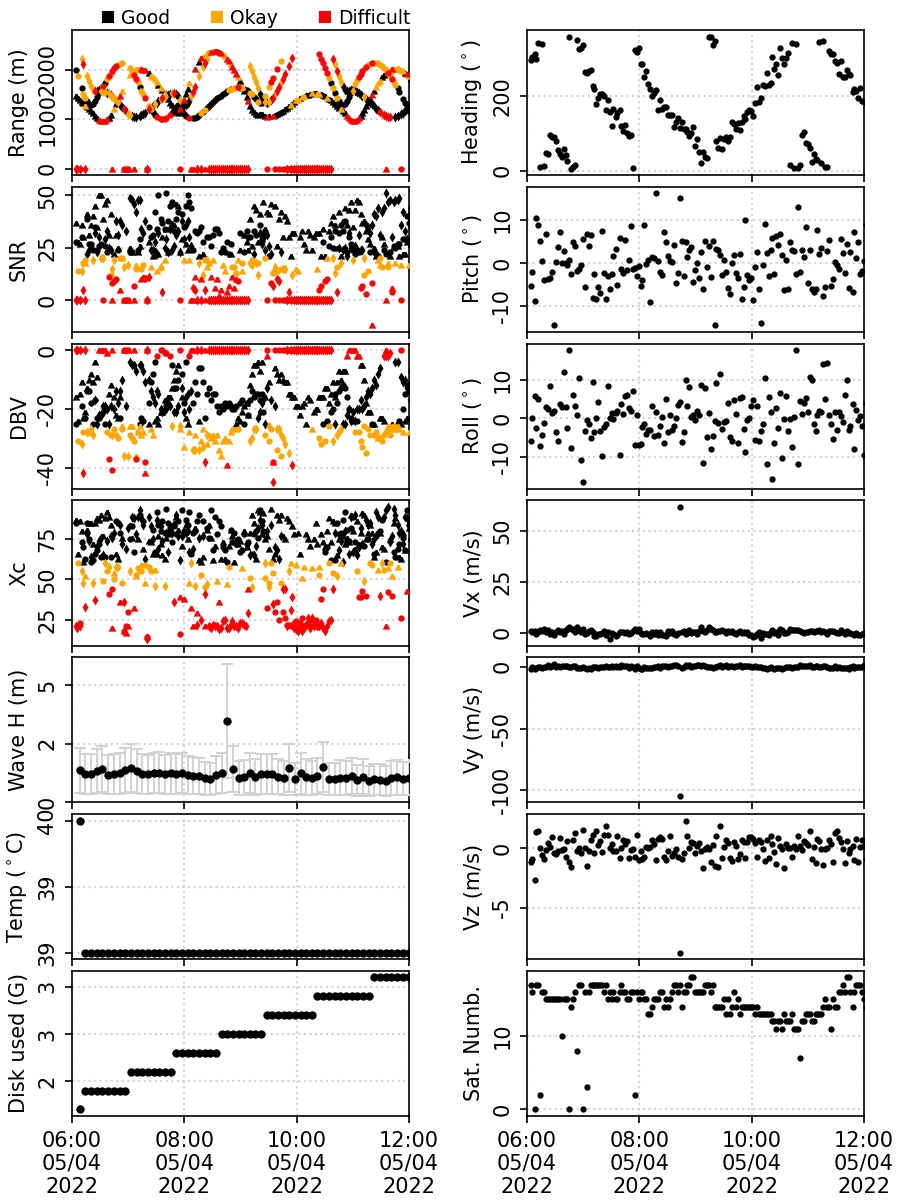 Good Okay Difficult
Range (m)
0 1000 2000
SNR
0 25 50
DBV
-40 -20 0
Xc
25 50 75
Wave H (m)
0 2 5
Temp (°C)
39 39 40
Disk used (G)
2 3 3
06:00 08:00 10:00 12:00
05/04 05/04 05/04 05/04
2022 2022 2022 2022
Heading (°)
0 200
Pitch (°)
-10 0 10
Roll (°)
-10 0 10
Vx (m/s)
0 25 50
Vy (m/s)
-100 -50 0
Vz (m/s)
-5 0
Sat. Numb.
0 10
06:00 08:00 10:00 12:00
05/04 05/04 05/04 05/04
2022 2022 2022 2022